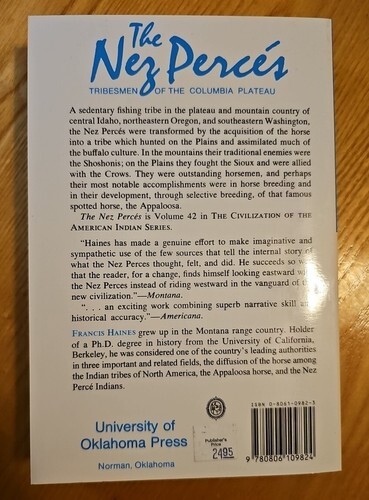 The
Nez Percés
TRIBESMEN OF THE COLUMBIA PLATEAU
A sedentary fishing tribe in the plateau and mountain country of
central Idaho, northeastern Oregon, and southeastern Washington,
the Nez Percés were transformed by the acquisition of the horse
into a tribe which hunted on the Plains and assimilated much of
the buffalo culture. In the mountains their traditional enemies were
the Shoshonis; on the Plains they fought the Sioux and were allied
with the Crows. They were outstanding horsemen, and perhaps
their most notable accomplishments were in horse breeding and
in their development, through selective breeding, of that famous
spotted horse, the Appaloosa.
The Nez Percés is Volume 42 in THE CIVILIZATION OF THE
AMERICAN INDIAN SERIES.
"Haines has made a genuine effort to make imaginative and
sympathetic use of the few sources that tell the internal story of
what the Nez Percés thought, felt, and did. He succeeds so w
that the reader, for a change, finds himself looking eastward with
the Nez Percés instead of riding westward in the vanguard of the
new civilization."—Montana.
". . . an exciting work combining superb narrative skill
historical accuracy."—Americana.
FRANCIS HAINES grew up in the Montana range country. Holder
of a Ph.D. degree in history from the University of California,
Berkeley, he was considered one of the country's leading authorities
in three important and related fields, the diffusion of the horse among
the Indian tribes of North America, the Appaloosa horse, and the Nez
Percé Indians.
University of
Oklahoma Press
Norman, Oklahoma
Publisher's
Price
2495
ISBN 0-8061-0982-3
9 780806 109824